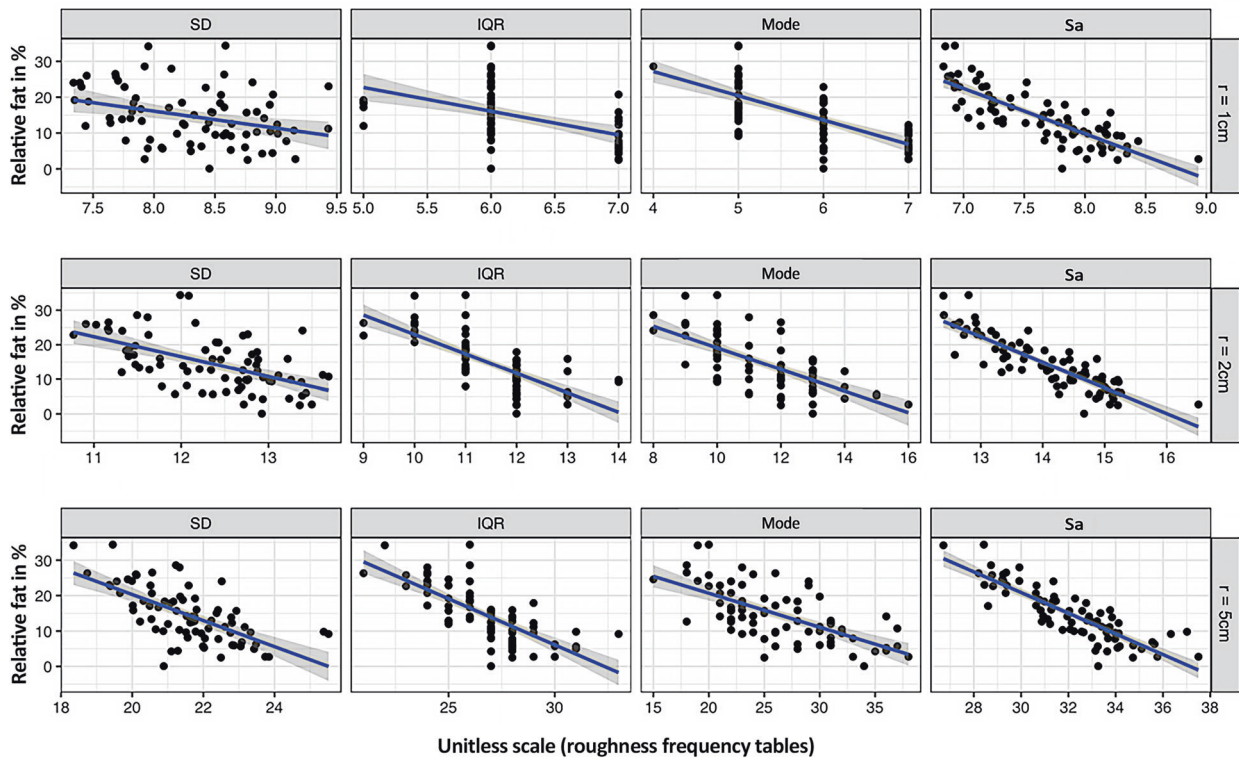 SD IQR Mode Sa
Relative fat in %
30
20
10
0
r = 1cm
7.5 8.0 8.5 9.0 9.5 5.0 5.5 6.0 6.5 7.0 4 5 6 7 7.0 7.5 8.0 8.5 9.0
SD IQR Mode Sa
Relative fat in %
30
20
10
0
r = 2cm
11 12 13 9 10 11 12 13 14 8 10 12 14 16 13 14 15 16
SD IQR Mode Sa
Relative fat in %
30
20
10
0
r = 5cm
18 20 22 24 25 30 15 20 25 30 35 28 30 32 34 36 38
Unitless scale (roughness frequency tables)